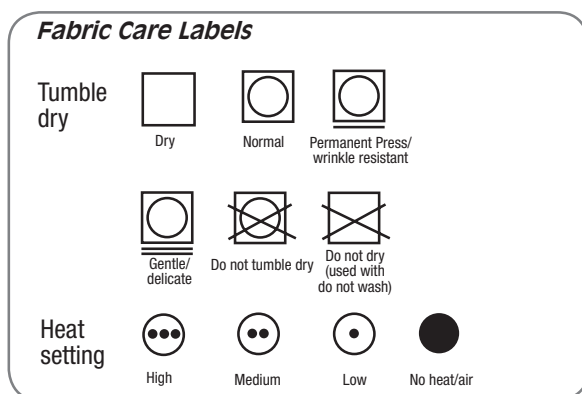 Fabric Care Labels
Tumble
dry
Dry
Normal
Permanent Press/
wrinkle resistant
Gentle/
delicate
Do not tumble dry
Do not dry
(used with
do not wash)
Heat
setting
High
Medium
Low
No heat/air